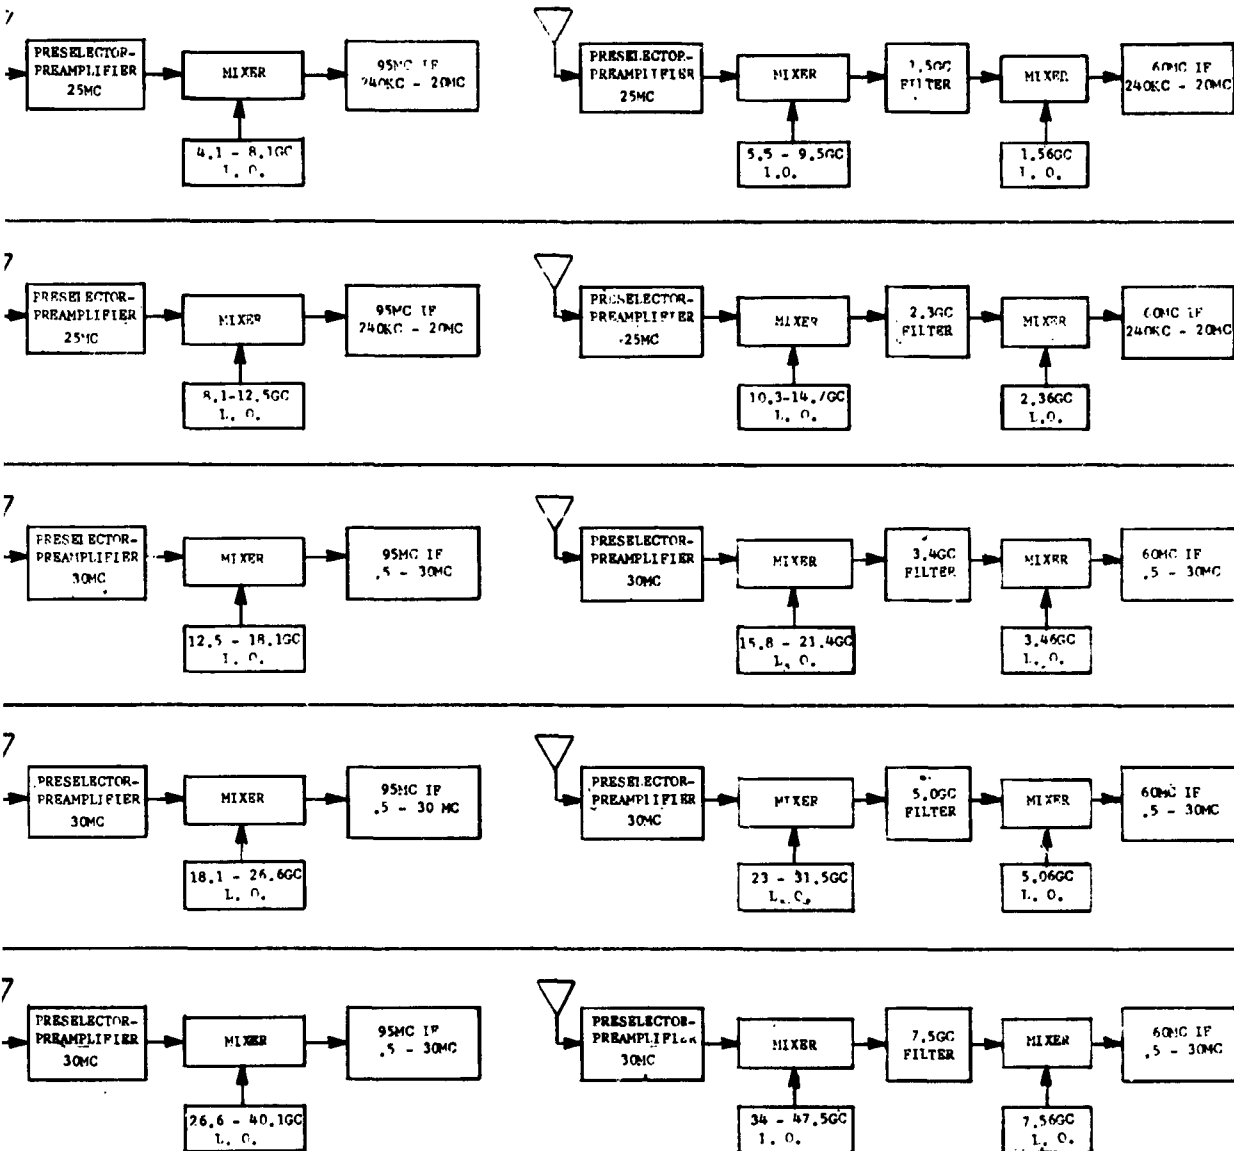 PRESELECTOR-
PREAMPLIFIER
25MC
MIXER
95MC IF
240KC - 20MC
4.1 - 8.1GC
L. O.
PRESELECTOR-
PREAMPLIFIER
25MC
MIXER
1.5GC
FILTER
MIXER
60MC IF
240KC - 20MC
5.5 - 9.5GC
L.O.
1.56GC
L. O.
PRESELECTOR-
PREAMPLIFIER
25MC
MIXER
95MC IF
240KC - 20MC
8.1-12.5GC
L. O.
PRESELECTOR-
PREAMPLIFIER
25MC
MIXER
2.3GC
FILTER
MIXER
60MC IF
240KC - 20MC
10.3-14.7GC
L. O.
2.36GC
L.O.
PRESELECTOR-
PREAMPLIFIER
30MC
MIXER
95MC IF
.5 - 30MC
12.5 - 18.1GC
L. O.
PRESELECTOR-
PREAMPLIFIER
30MC
MIXER
3.4GC
FILTER
MIXER
60MC IF
.5 - 30MC
15.8 - 21.4GC
L. O.
3.46GC
L. O.
PRESELECTOR-
PREAMPLIFIER
30MC
MIXER
95MC IF
.5 - 30 MC
18.1 - 26.6GC
L. O.
PRESELECTOR-
PREAMPLIFIER
30MC
MIXER
5.0GC
FILTER
MIXER
60MC IF
.5 - 30MC
23 - 31.5GC
L. O.
5.06GC
L. O.
PRESELECTOR-
PREAMPLIFIER
30MC
MIXER
95MC IF
.5 - 30MC
26.6 - 40.1GC
L. O.
PRESELECTOR-
PREAMPLIFIER
30MC
MIXER
7.5GC
FILTER
MIXER
60MC IF
.5 - 30MC
34 - 47.5GC
L. O.
7.56GC
L. O.